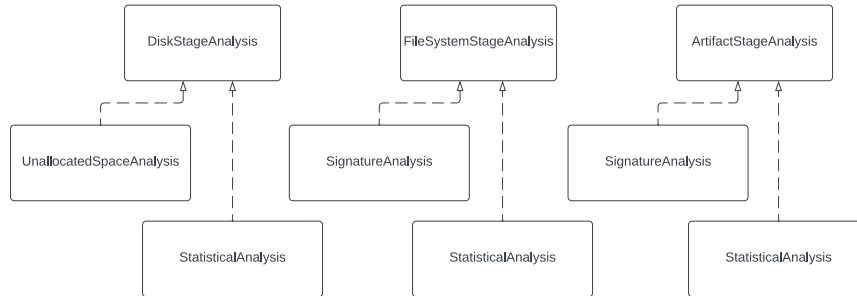 DiskStageAnalysis
FileSystemStageAnalysis
ArtifactStageAnalysis
UnallocatedSpaceAnalysis
SignatureAnalysis
SignatureAnalysis
StatisticalAnalysis
StatisticalAnalysis
StatisticalAnalysis